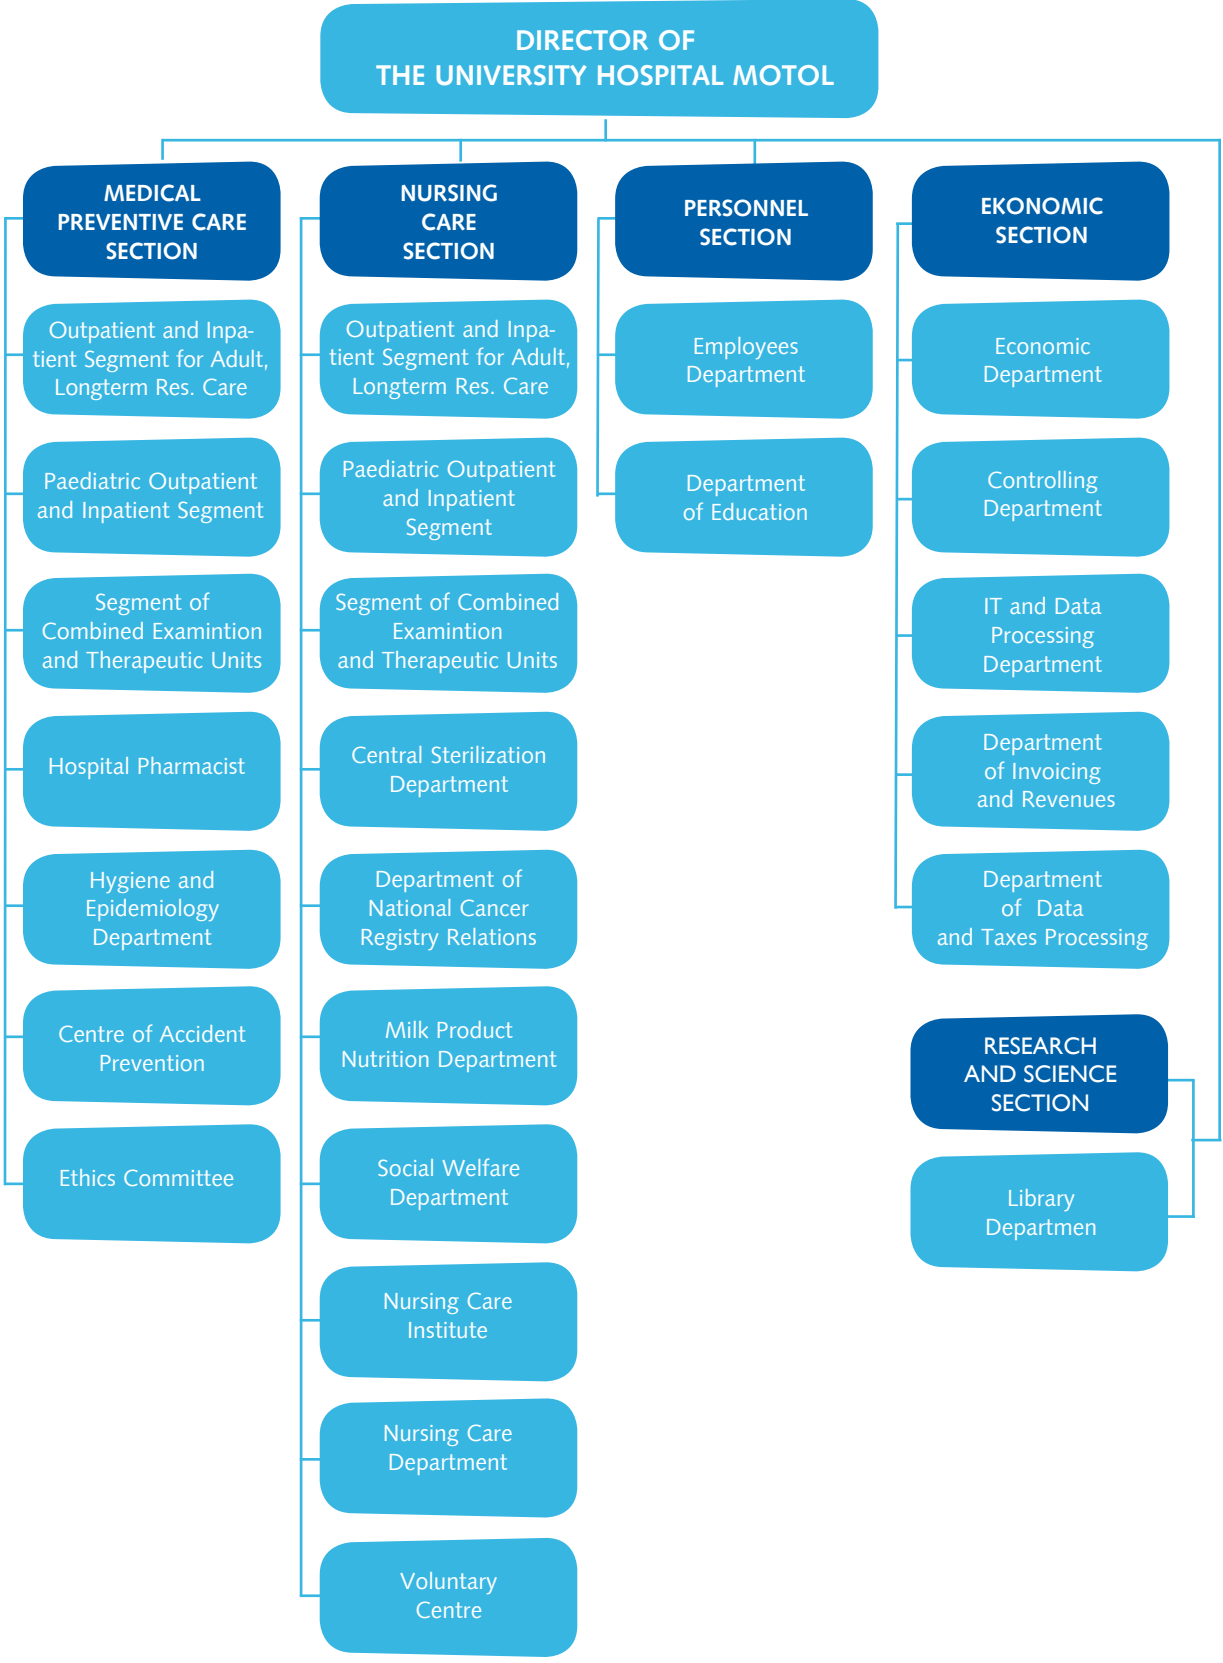 DIRECTOR OF
THE UNIVERSITY HOSPITAL MOTOL
MEDICAL
PREVENTIVE CARE
SECTION
Outpatient and Inpa-
tient Segment for Adult,
Longterm Res. Care
Paediatric Outpatient
and Inpatient Segment
Segment of
Combined Examintion
and Therapeutic Units
Hospital Pharmacist
Hygiene and
Epidemiology
Department
Centre of Accident
Prevention
Ethics Committee
NURSING
CARE
SECTION
Outpatient and Inpa-
tient Segment for Adult,
Longterm Res. Care
Paediatric Outpatient
and Inpatient
Segment
Segment of Combined
Examintion
and Therapeutic Units
Central Sterilization
Department
Department of
National Cancer
Registry Relations
Milk Product
Nutrition Department
Social Welfare
Department
Nursing Care
Institute
Nursing Care
Department
Voluntary
Centre
PERSONNEL
SECTION
Employees
Department
Department
of Education
EKONOMIC
SECTION
Economic
Department
Controlling
Department
IT and Data
Processing
Department
Department
of Invoicing
and Revenues
Department
of Data
and Taxes Processing
RESEARCH
AND SCIENCE
SECTION
Library
Departmen